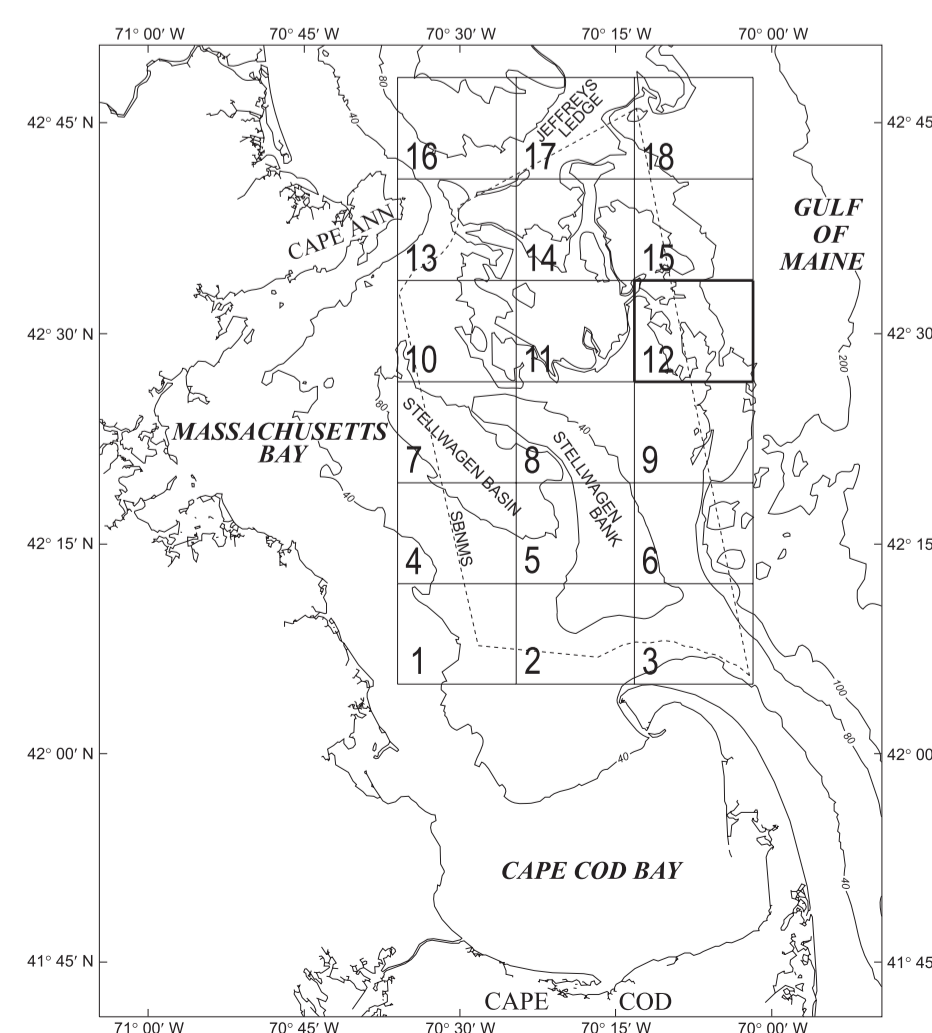 71° 00′ W 70° 45′ W 70° 30′ W 70° 15′ W 70° 00′ W
80
40
JEFFREYS
LEDGE
42° 45′ N 42° 45′
16 17 18
CAPE ANN
GULF
OF
MAINE
13 14 15
42° 30′ N 42° 30′
10 11 12
200
80
40
STELLWAGEN BASIN
STELLWAGEN
BANK
MASSACHUSETTS
BAY
7 8 9
40
SBNMS
42° 15′ N 42° 15′
4 5 6
1 2 3
100
80
42° 00′ N 42° 00′
40
CAPE COD BAY
40
41° 45′ N 41° 45′
CAPE COD
71° 00′ W 70° 45′ W 70° 30′ W 70° 15′ W 70° 00′ W